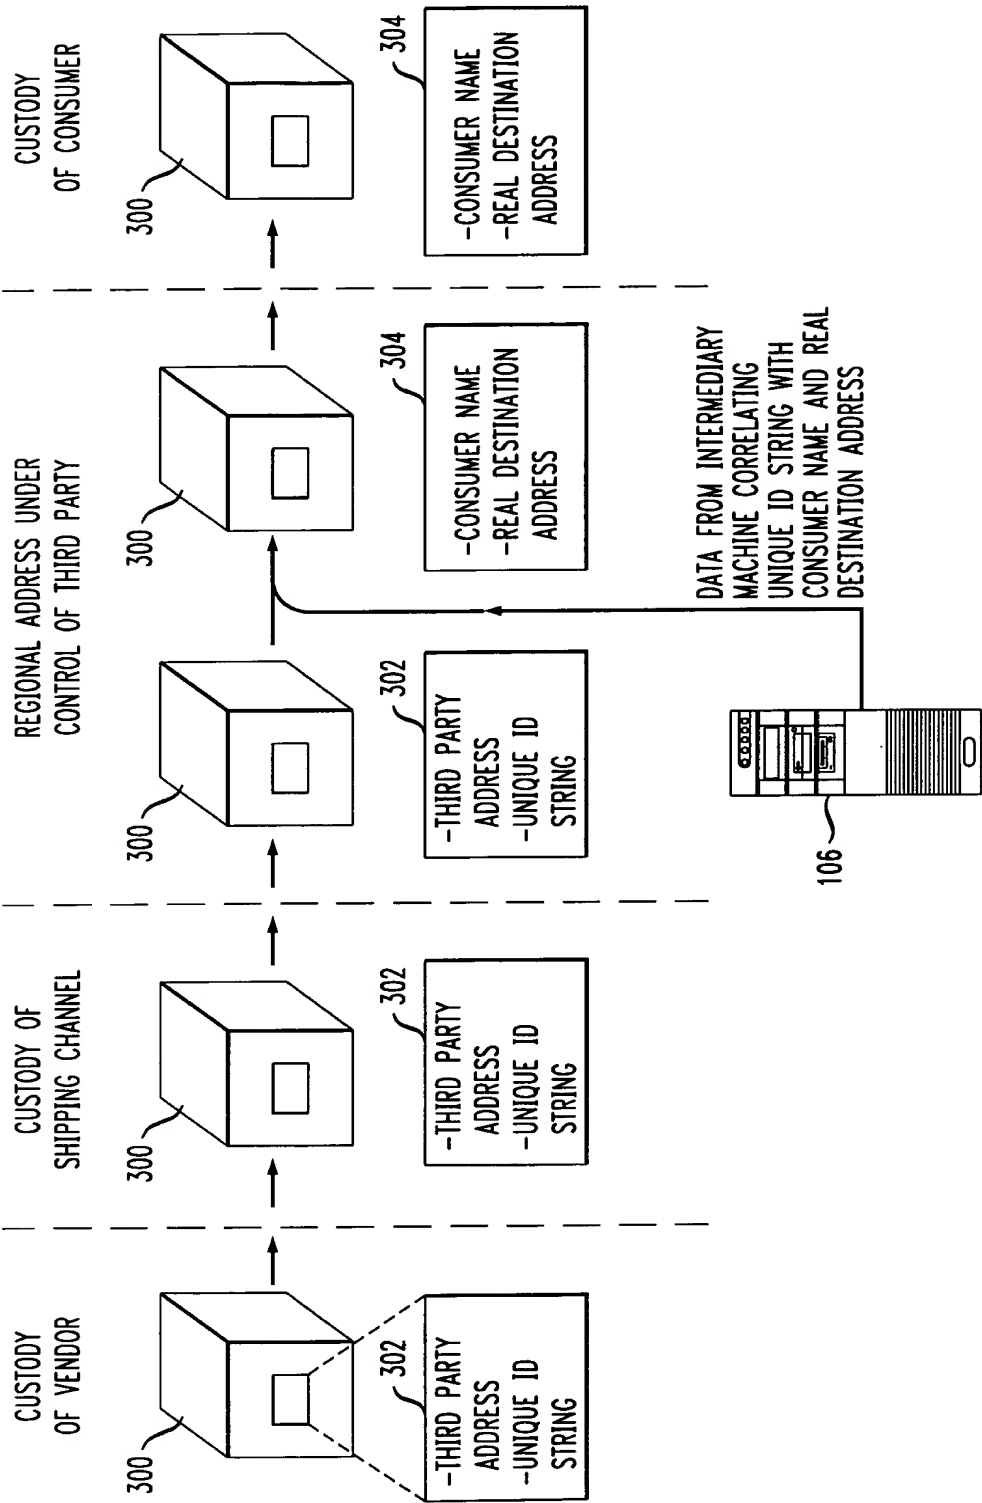 CUSTODY
OF VENDOR
300
302
-THIRD PARTY
ADDRESS
-UNIQUE ID
STRING
CUSTODY OF
SHIPPING CHANNEL
300
302
-THIRD PARTY
ADDRESS
-UNIQUE ID
STRING
REGIONAL ADDRESS UNDER
CONTROL OF THIRD PARTY
300
302
-THIRD PARTY
ADDRESS
-UNIQUE ID
STRING
300
304
-CONSUMER NAME
-REAL DESTINATION
ADDRESS
106
DATA FROM INTERMEDIARY
MACHINE CORRELATING
UNIQUE ID STRING WITH
CONSUMER NAME AND REAL
DESTINATION ADDRESS
CUSTODY
OF CONSUMER
300
304
-CONSUMER NAME
-REAL DESTINATION
ADDRESS